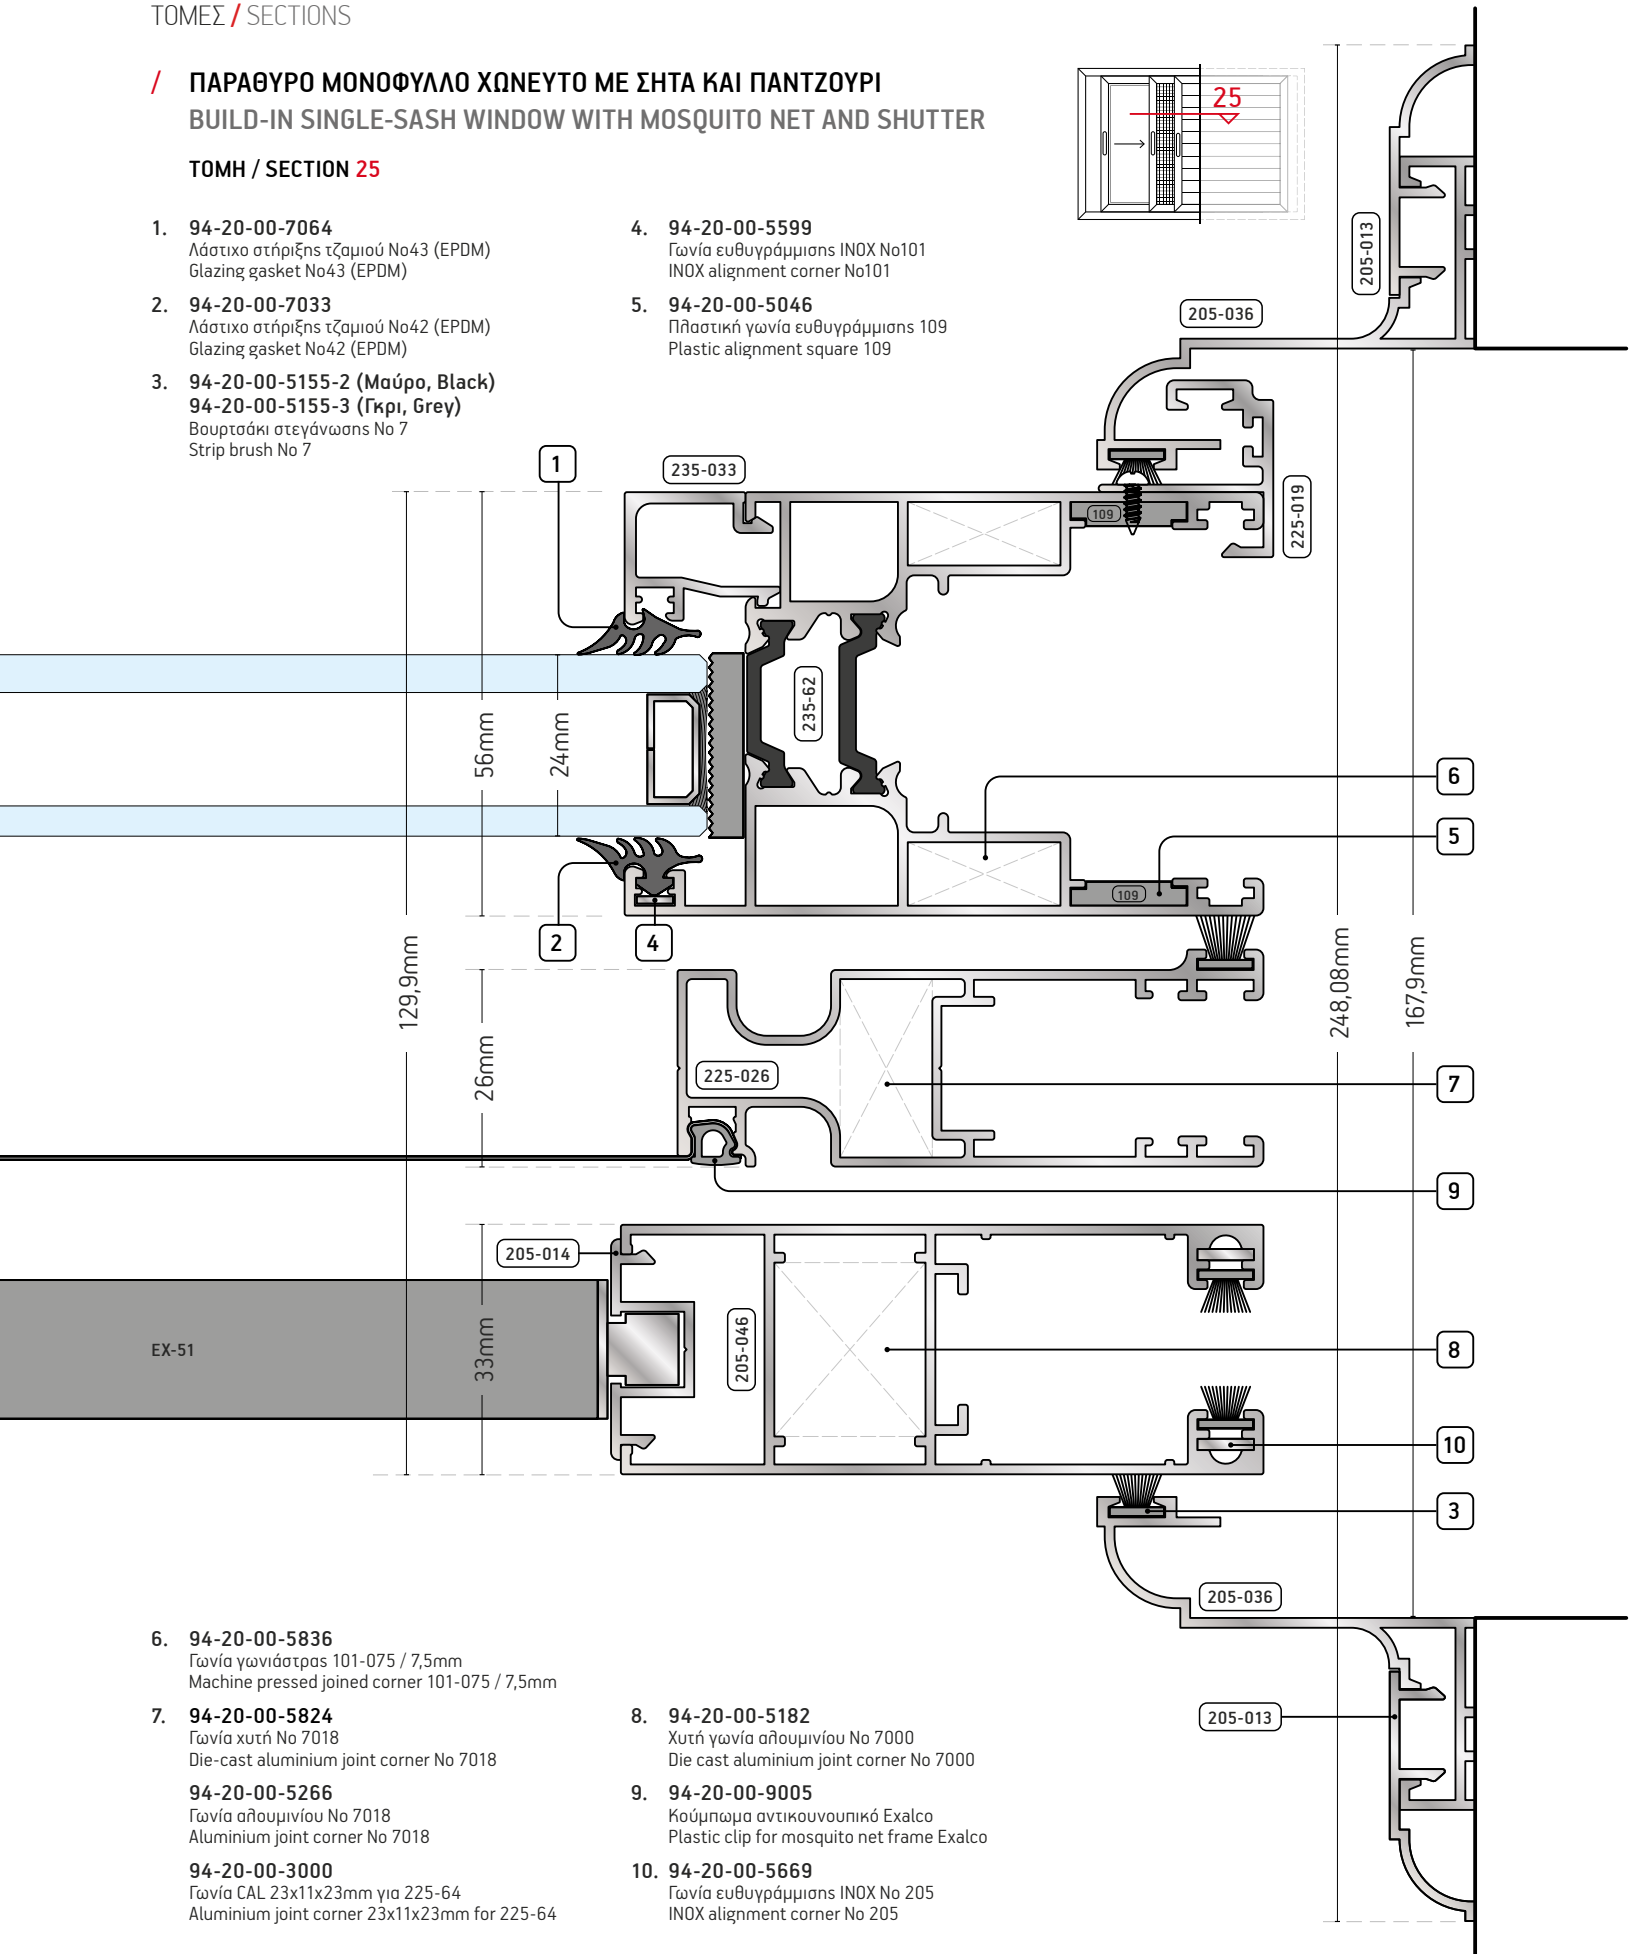 ΤΟΜΕΣ / SECTIONS
/ ΠΑΡΑΘΥΡΟ ΜΟΝΟΦΥΛΛΟ ΧΩΝΕΥΤΟ ΜΕ ΣΗΤΑ ΚΑΙ ΠΑΝΤΖΟΥΡΙ
BUILD-IN SINGLE-SASH WINDOW WITH MOSQUITO NET AND SHUTTER
ΤΟΜΗ / SECTION 25
1. 94-20-00-7064
Λάστιχο στήριξης τζαμιού Νο43 (EPDM)
Glazing gasket No43 (EPDM)
2. 94-20-00-7033
Λάστιχο στήριξης τζαμιού Νο42 (EPDM)
Glazing gasket No42 (EPDM)
3. 94-20-00-5155-2 (Μαύρο, Black)
94-20-00-5155-3 (Γκρι, Grey)
Βουρτσάκι στεγάνωσης Νο 7
Strip brush No 7
4. 94-20-00-5599
Γωνία ευθυγράμμισης INOX No101
INOX alignment corner No101
5. 94-20-00-5046
Πλαστική γωνία ευθυγράμμισης 109
Plastic alignment square 109
25
205-013
205-036
1
235-033
225-019
109
235-62
56mm
24mm
6
5
109
2
4
129,9mm
248,08mm
167,9mm
26mm
225-026
7
9
205-014
EX-51
33mm
205-046
8
10
3
205-036
205-013
6. 94-20-00-5836
Γωνία γωνιάστρας 101-075 / 7,5mm
Machine pressed joined corner 101-075 / 7,5mm
7. 94-20-00-5824
Γωνία χυτή Νο 7018
Die-cast aluminium joint corner No 7018
94-20-00-5266
Γωνία αλουμινίου Νο 7018
Aluminium joint corner No 7018
94-20-00-3000
Γωνία CAL 23x11x23mm για 225-64
Aluminium joint corner 23x11x23mm for 225-64
8. 94-20-00-5182
Χυτή γωνία αλουμινίου Νο 7000
Die cast aluminium joint corner No 7000
9. 94-20-00-9005
Κούμπωμα αντικουνουπικό Exalco
Plastic clip for mosquito net frame Exalco
10. 94-20-00-5669
Γωνία ευθυγράμμισης INOX No 205
INOX alignment corner No 205